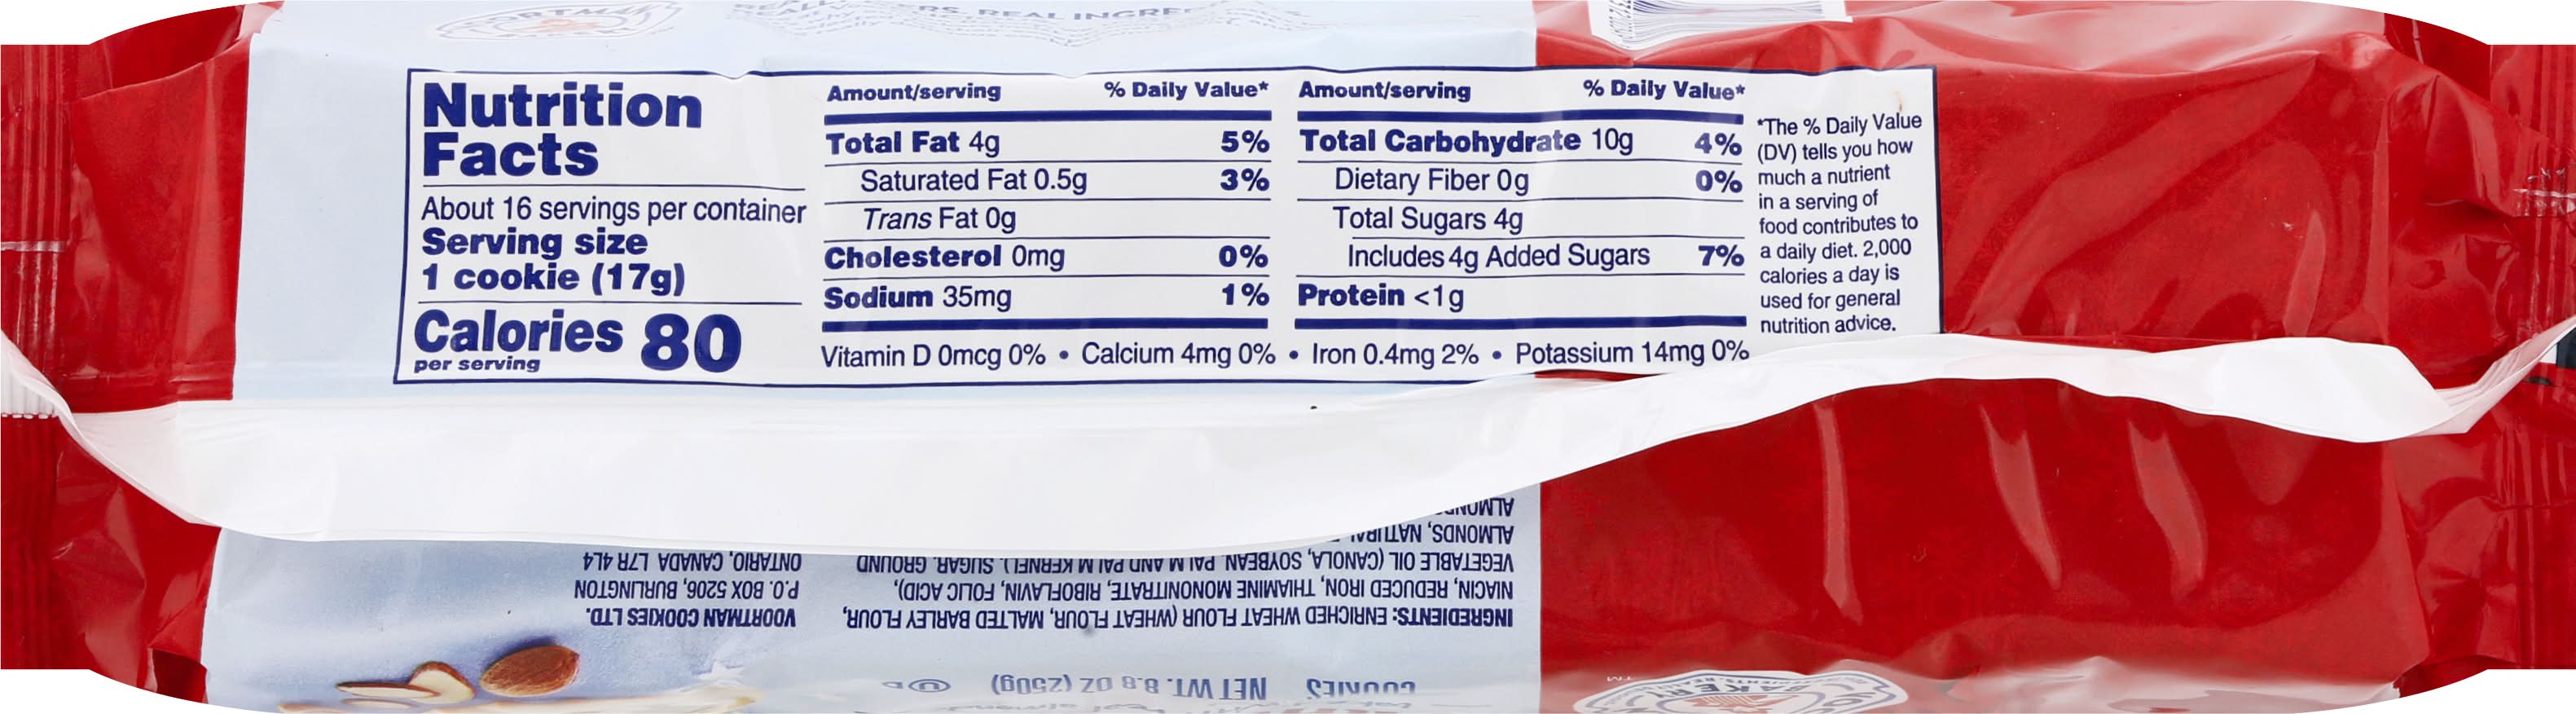 REAL INGRE
Nutrition
Facts
About 16 servings per container
Serving size
1 cookie (17g)
Calories 80
per serving
Amount/serving % Daily Value*
Total Fat 4g 5%
Saturated Fat 0.5g 3%
Trans Fat 0g
Cholesterol 0mg 0%
Sodium 35mg 1%
Amount/serving % Daily Value*
Total Carbohydrate 10g 4%
Dietary Fiber 0g 0%
Total Sugars 4g
Includes 4g Added Sugars 7%
Protein <1g
Vitamin D 0mcg 0% • Calcium 4mg 0% • Iron 0.4mg 2% • Potassium 14mg 0%
*The % Daily Value
(DV) tells you how
much a nutrient
in a serving of
food contributes to
a daily diet. 2,000
calories a day is
used for general
nutrition advice.
COOKIES NET WT. 8.8 OZ (250g)
INGREDIENTS: ENRICHED WHEAT FLOUR (WHEAT FLOUR, MALTED BARLEY FLOUR,
NIACIN, REDUCED IRON, THIAMINE MONONITRATE, RIBOFLAVIN, FOLIC ACID),
VEGETABLE OIL (CANOLA, SOYBEAN, PALM AND PALM KERNEL), SUGAR, GROUND
ALMONDS,
VOORTMAN COOKIES LTD.
P.O. BOX 5206, BURLINGTON
ONTARIO, CANADA L7R 4L4
BAKERY
TM